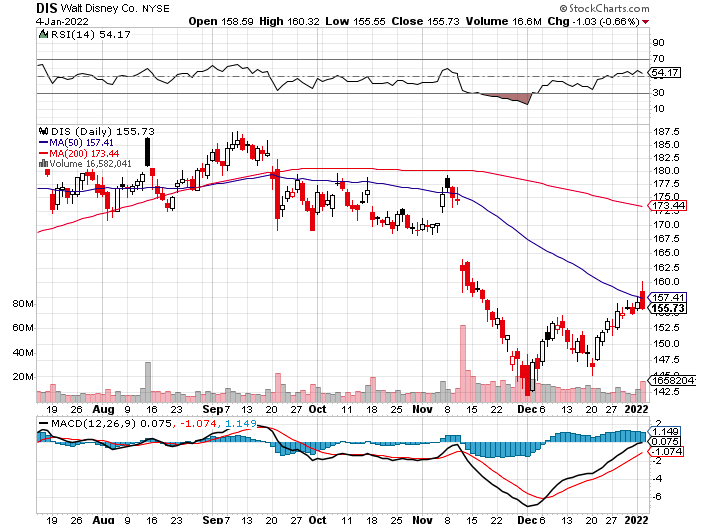 DIS Walt Disney Co. NYSE © StockCharts.com
4-Jan-2022 Open 158.59 High 160.32 Low 155.55 Close 155.73 Volume 16.6M Chg -1.03 (-0.66%)
RSI(14) 54.17
90
70
54.17
30
10
DIS (Daily) 155.73
MA(50) 157.41
MA(200) 173.44
Volume 16,582,041
187.5
185.0
182.5
180.0
177.5
175.0
173.44
172.5
170.0
167.5
165.0
162.5
160.0
157.41
155.73
152.5
150.0
147.5
142.5
80M
60M
40M
20M
1658204
19 26 Aug 9 16 23 Sep 7 13 20 27 Oct 11 18 25 Nov 8 15 22 Dec 6 13 20 27 2022
MACD(12,26,9) 0.075, -1.074, 1.149
2
1.149
0.075
-1.074
-2
-4
-6
19 26 Aug 9 16 23 Sep 7 13 20 27 Oct 11 18 25 Nov 8 15 22 Dec 6 13 20 27 2022